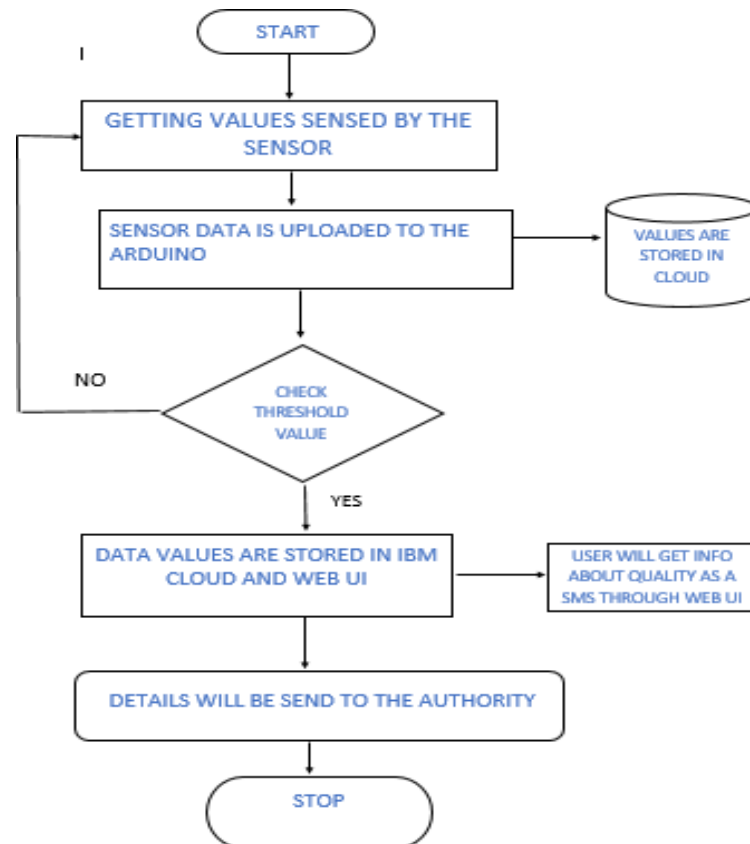 START
I
GETTING VALUES SENSED BY THE
SENSOR
SENSOR DATA IS UPLOADED TO THE
ARDUINO
VALUES ARE
STORED IN
CLOUD
NO
CHECK
THRESHOLD
VALUE
YES
DATA VALUES ARE STORED IN IBM
CLOUD AND WEB UI
USER WILL GET INFO
ABOUT QUALITY AS A
SMS THROUGH WEB UI
DETAILS WILL BE SEND TO THE AUTHORITY
STOP